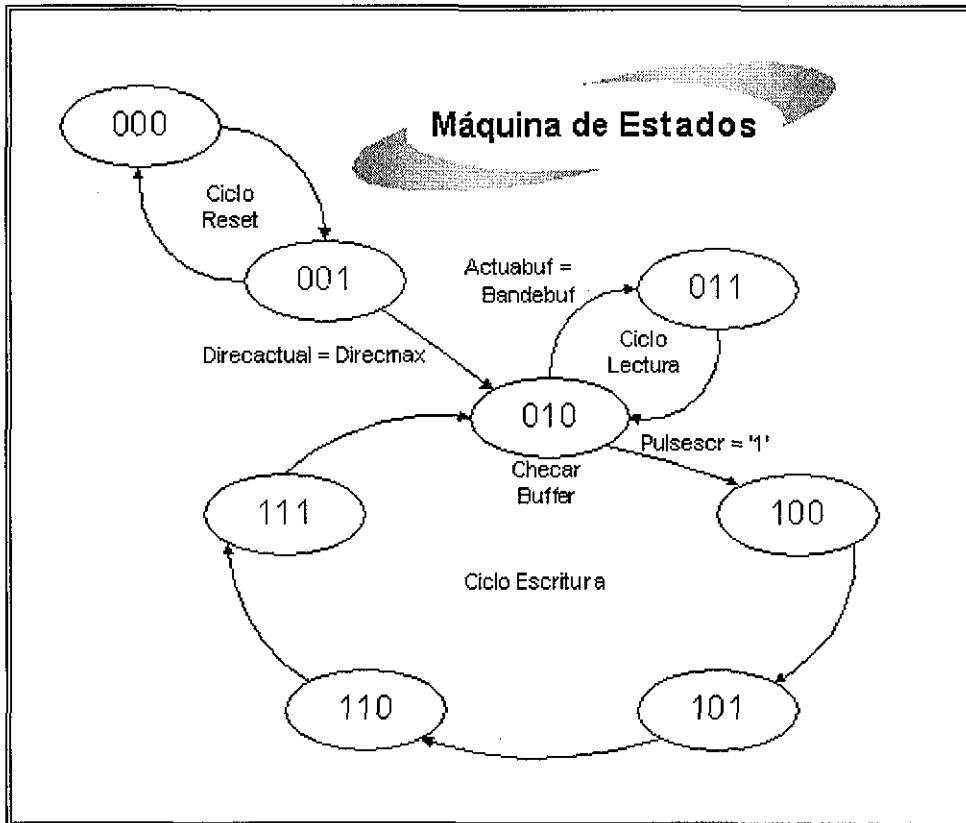 Máquina de Estados
000
Ciclo
Reset
001
Direcactual = Direcmax
Actuabuf =
Bandebuf
011
Ciclo
Lectura
010
Checar
Buffer
Pulsescr = '1'
111
100
Ciclo Escritura
110
101